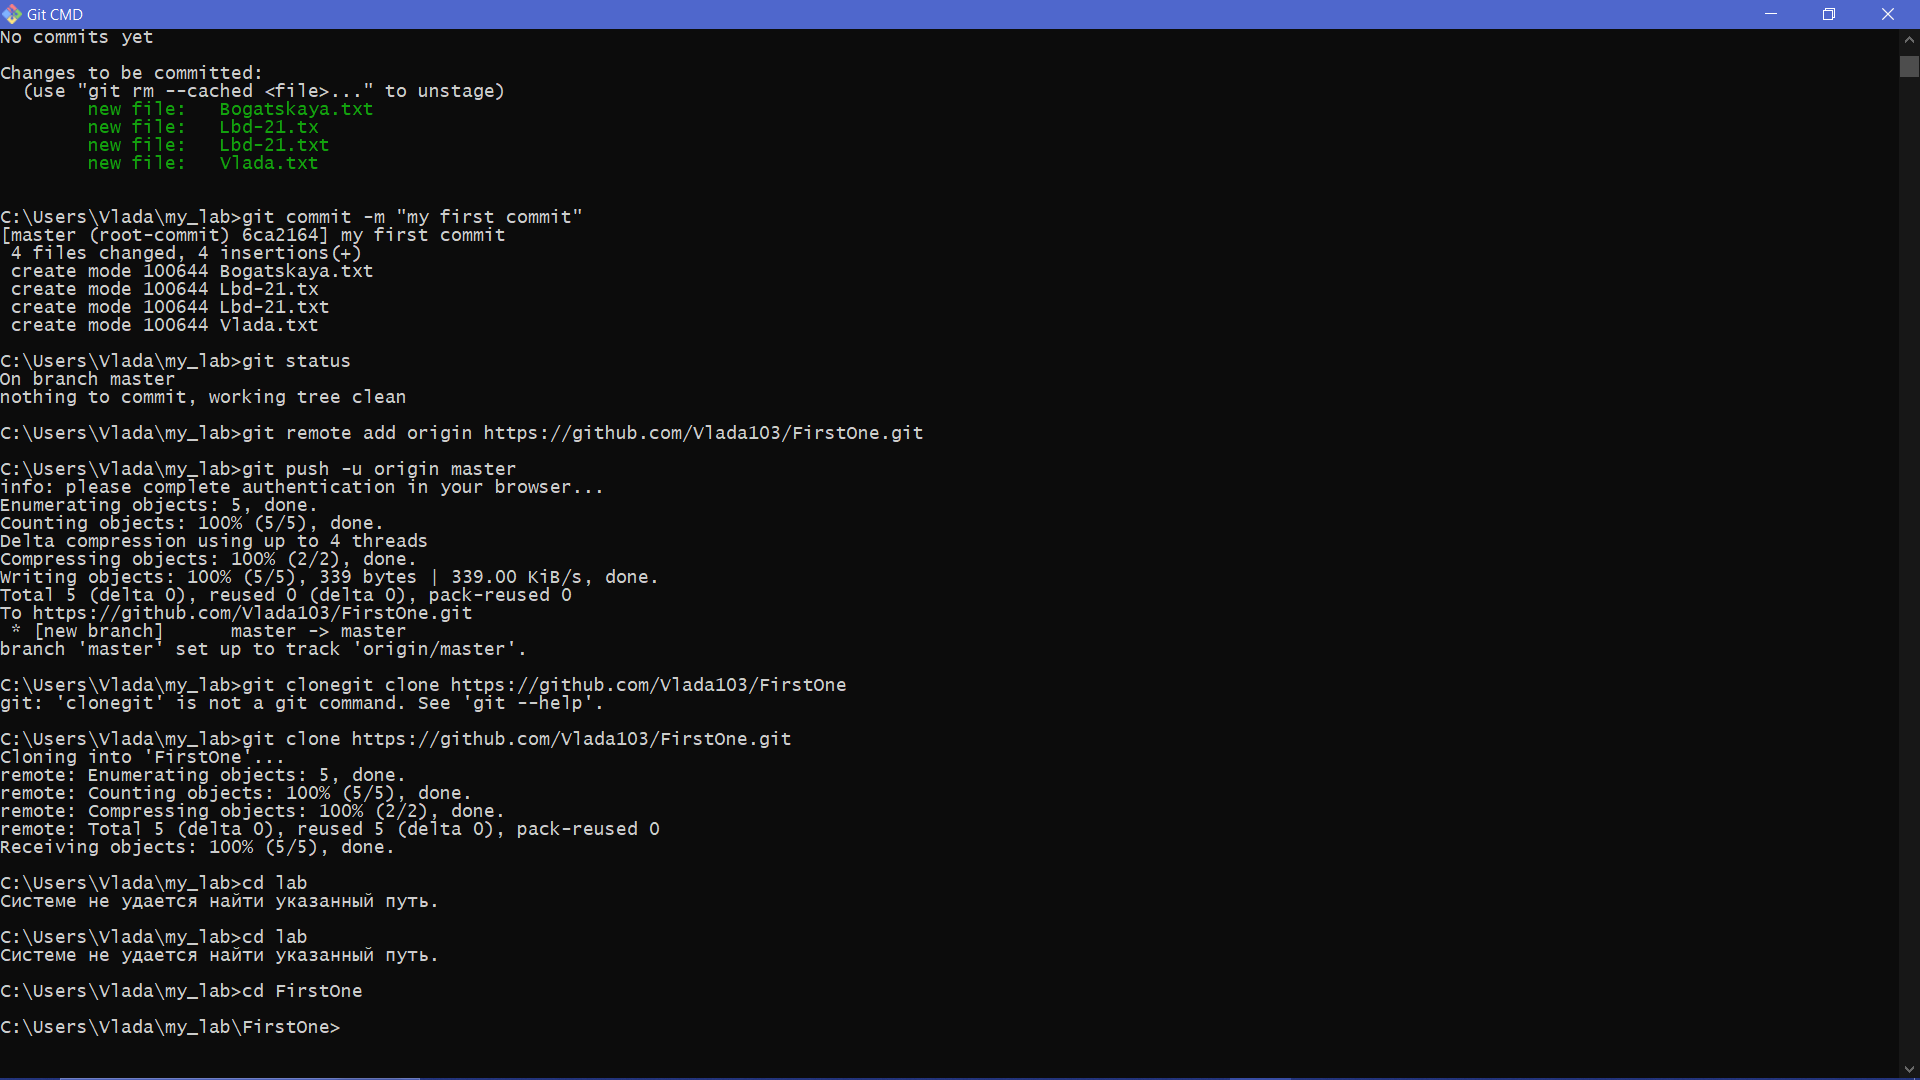 Git CMD
No commits yet
Changes to be committed:
(use "git rm --cached <file>..." to unstage)
new file:   Bogatskaya.txt
new file:   Lbd-21.tx
new file:   Lbd-21.txt
new file:   Vlada.txt
C:\Users\Vlada\my_lab>git commit -m "my first commit"
[master (root-commit) 6ca2164] my first commit
4 files changed, 4 insertions(+)
create mode 100644 Bogatskaya.txt
create mode 100644 Lbd-21.tx
create mode 100644 Lbd-21.txt
create mode 100644 Vlada.txt
C:\Users\Vlada\my_lab>git status
On branch master
nothing to commit, working tree clean
C:\Users\Vlada\my_lab>git remote add origin https://github.com/Vlada103/FirstOne.git
C:\Users\Vlada\my_lab>git push -u origin master
info: please complete authentication in your browser...
Enumerating objects: 5, done.
Counting objects: 100% (5/5), done.
Delta compression using up to 4 threads
Compressing objects: 100% (2/2), done.
Writing objects: 100% (5/5), 339 bytes | 339.00 KiB/s, done.
Total 5 (delta 0), reused 0 (delta 0), pack-reused 0
To https://github.com/Vlada103/FirstOne.git
* [new branch]      master -> master
branch 'master' set up to track 'origin/master'.
C:\Users\Vlada\my_lab>git clonegit clone https://github.com/Vlada103/FirstOne
git: 'clonegit' is not a git command. See 'git --help'.
C:\Users\Vlada\my_lab>git clone https://github.com/Vlada103/FirstOne.git
Cloning into 'FirstOne'...
remote: Enumerating objects: 5, done.
remote: Counting objects: 100% (5/5), done.
remote: Compressing objects: 100% (2/2), done.
remote: Total 5 (delta 0), reused 5 (delta 0), pack-reused 0
Receiving objects: 100% (5/5), done.
C:\Users\Vlada\my_lab>cd lab
Системе не удается найти указанный путь.
C:\Users\Vlada\my_lab>cd lab
Системе не удается найти указанный путь.
C:\Users\Vlada\my_lab>cd FirstOne
C:\Users\Vlada\my_lab\FirstOne>